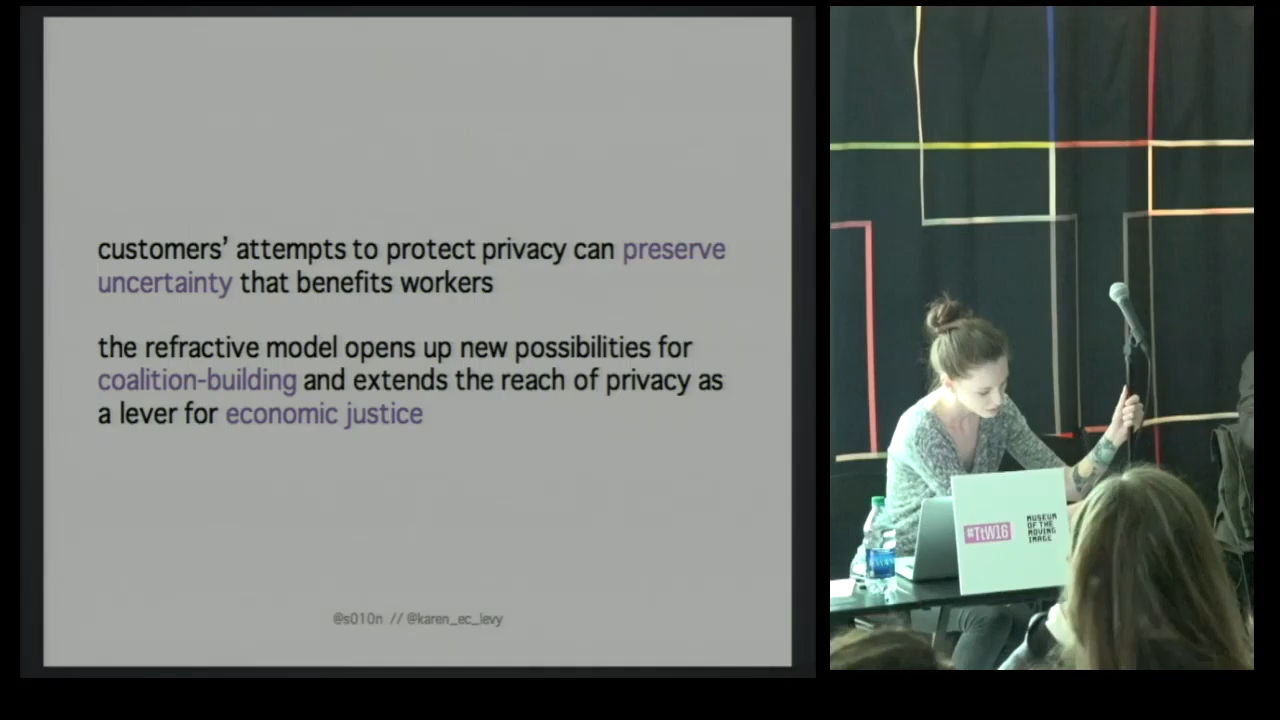 customers’ attempts to protect privacy can preserve
uncertainty that benefits workers
the refractive model opens up new possibilities for
coalition-building and extends the reach of privacy as
a lever for economic justice
@s010n // @karen_ec_levy
#TtW16
MUSEUM
OF THE
MOVING
IMAGE